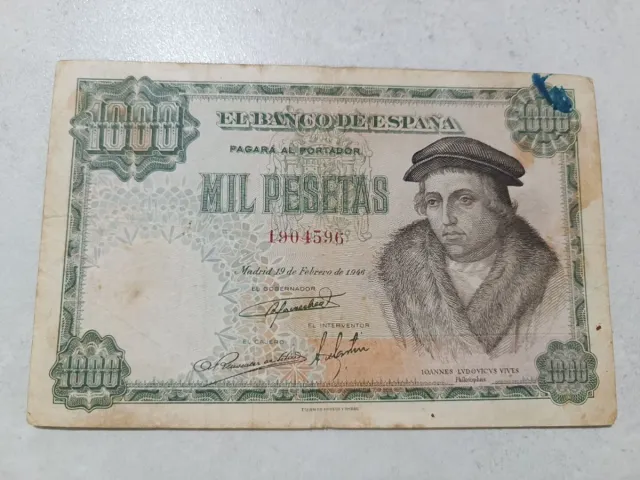 1000
1000
EL BANCO DE ESPAÑA
PAGARA AL PORTADOR
MIL PESETAS
1904596
Madrid 19 de Febrero de 1946
EL GOBERNADOR
EL INTERVENTOR
EL CAJERO
IOANNES LVDOVICVS VIVES
Philosophus
1000
1000